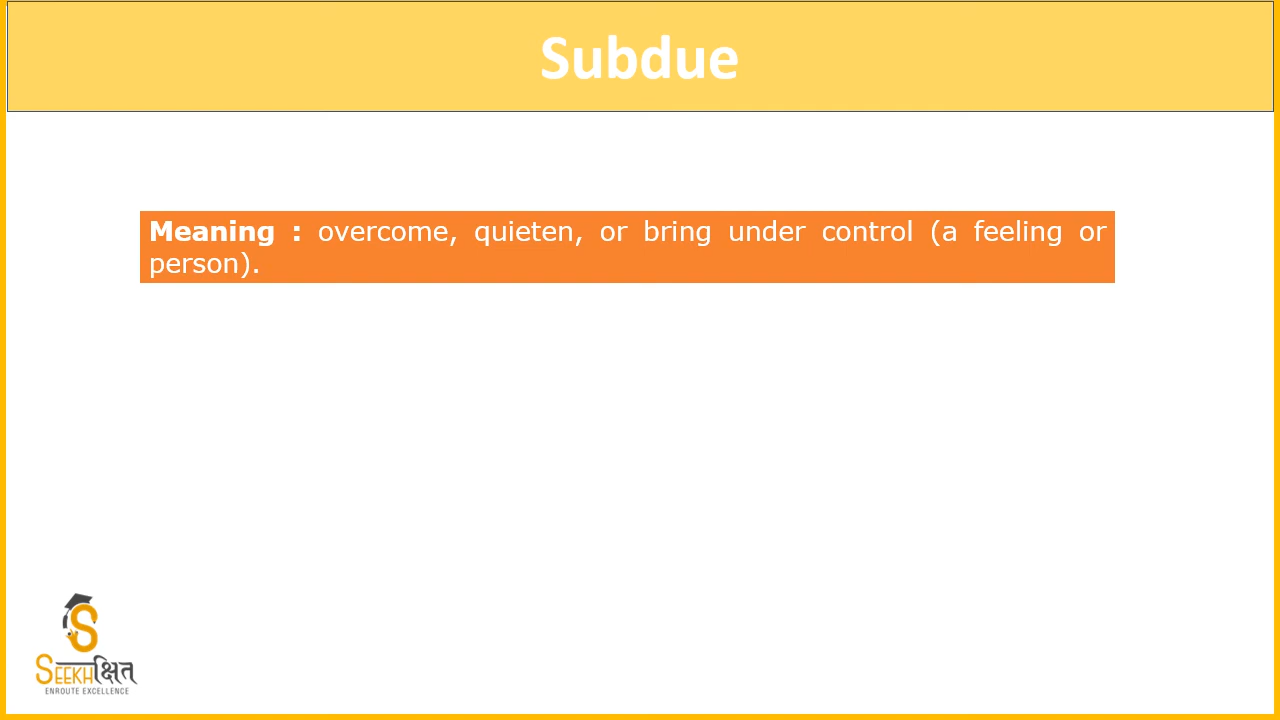 Subdue
Meaning : overcome, quieten, or bring under control (a feeling or
person).
S
SEEKHक्षित
ENROUTE EXCELLENCE